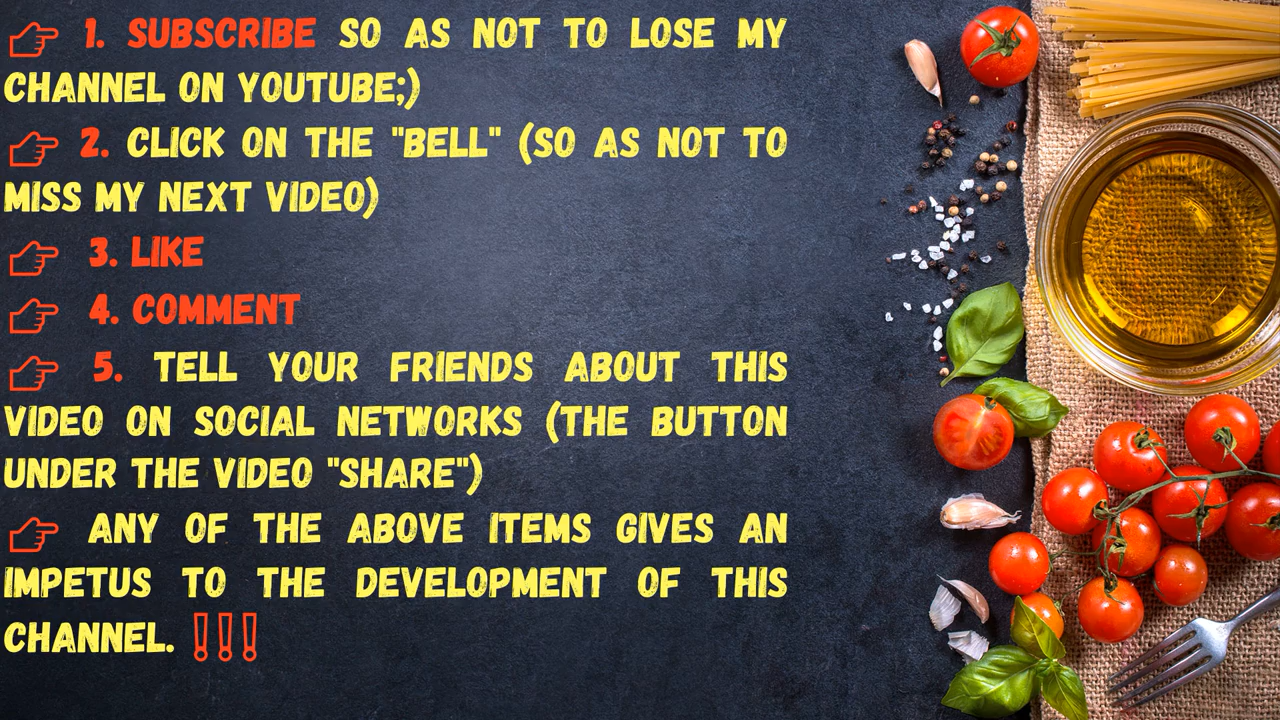 👉 1. SUBSCRIBE SO AS NOT TO LOSE MY
CHANNEL ON YOUTUBE;)
👉 2. CLICK ON THE "BELL" (SO AS NOT TO
MISS MY NEXT VIDEO)
👉 3. LIKE
👉 4. COMMENT
👉 5. TELL YOUR FRIENDS ABOUT THIS
VIDEO ON SOCIAL NETWORKS (THE BUTTON
UNDER THE VIDEO "SHARE")
👉 ANY OF THE ABOVE ITEMS GIVES AN
IMPETUS TO THE DEVELOPMENT OF THIS
CHANNEL. !!!